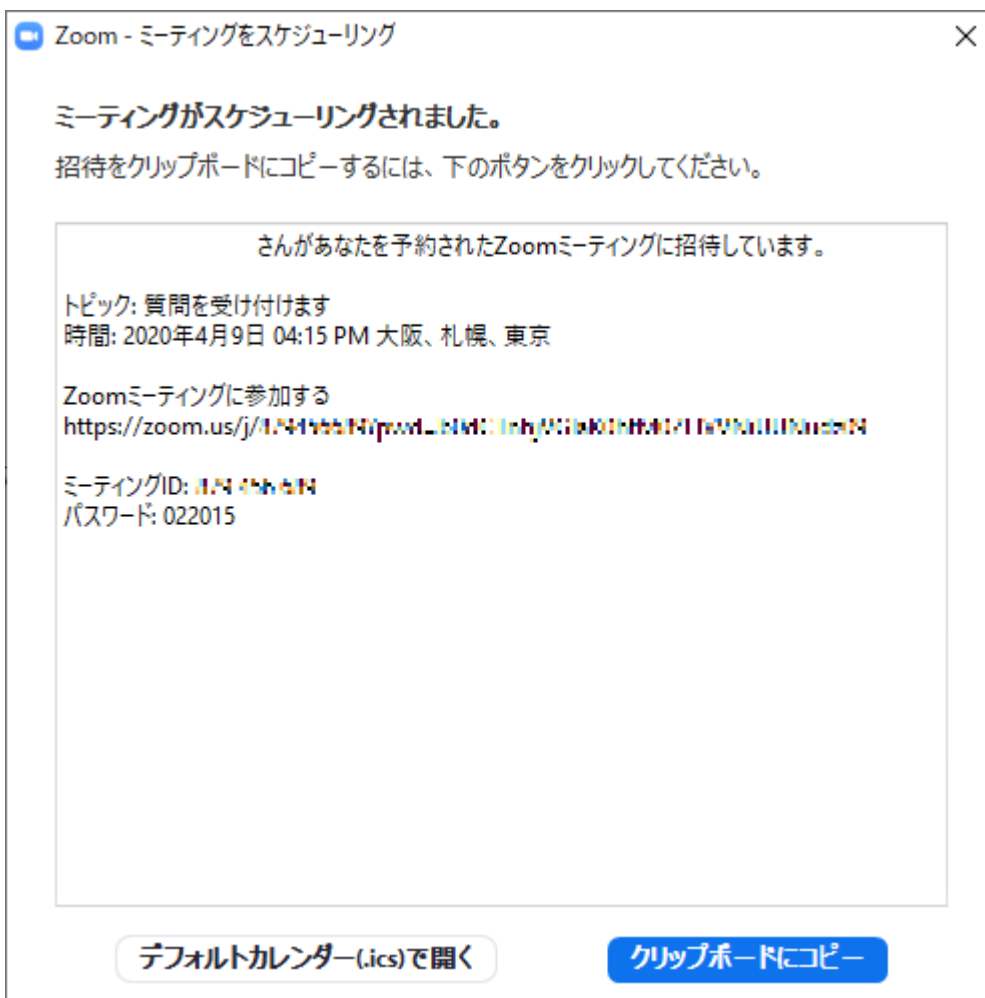 Zoom - ミーティングをスケジューリング
ミーティングがスケジューリングされました。
招待をクリップボードにコピーするには、下のボタンをクリックしてください。
さんがあなたを予約されたZoomミーティングに招待しています。
トピック: 質問を受け付けます
時間: 2020年4月9日 04:15 PM 大阪、札幌、東京
Zoomミーティングに参加する
https://zoom.us/j/
ミーティングID:
パスワード: 022015
デフォルトカレンダー(.ics)で開く
クリップボードにコピー